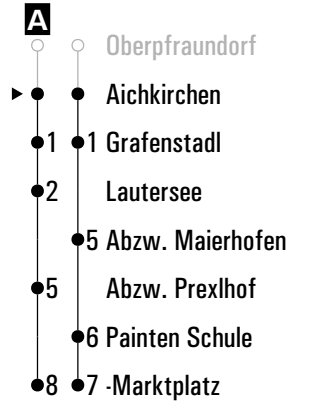 A
Oberpfraundorf
Aichkirchen
1 1 Grafenstadl
2 Lautersee
5 Abzw. Maierhofen
5 Abzw. Prexlhof
6 Painten Schule
8 7 -Marktplatz